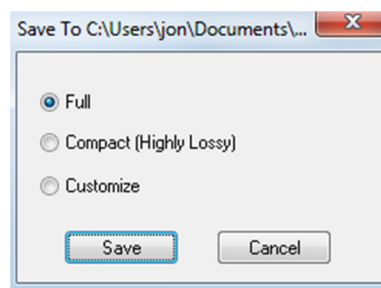 Save To C:\Users\jon\Documents\...
Full
Compact (Highly Lossy)
Customize
Save Cancel